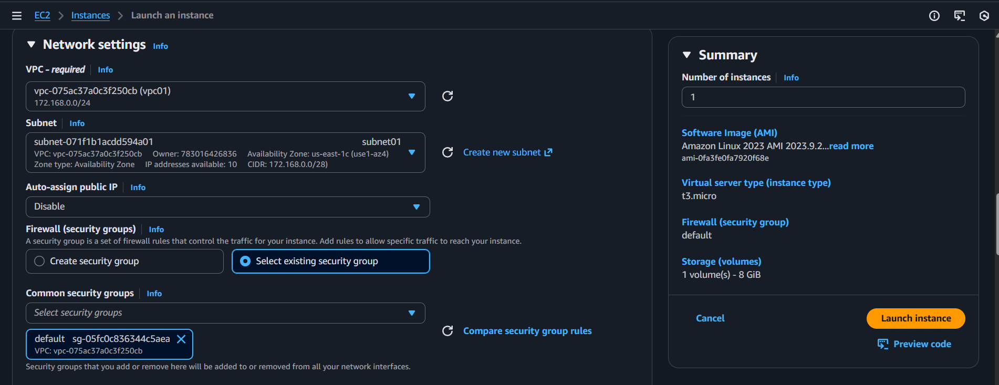 EC2 > Instances > Launch an instance
Network settings Info
VPC - required Info
vpc-075ac37a0c3f250cb (vpc01)
172.168.0.0/24
Subnet Info
subnet-071f1b1acdd594a01 subnet01
VPC: vpc-075ac37a0c3f250cb Owner: 783016426836 Availability Zone: us-east-1c (use1-az4)
Zone type: Availability Zone IP addresses available: 10 CIDR: 172.168.0.0/28)
Create new subnet
Auto-assign public IP Info
Disable
Firewall (security groups) Info
A security group is a set of firewall rules that control the traffic for your instance. Add rules to allow specific traffic to reach your instance.
Create security group Select existing security group
Common security groups Info
Select security groups
default sg-05fc0c836344c5aea
VPC: vpc-075ac37a0c3f250cb
Compare security group rules
Security groups that you add or remove here will be added to or removed from all your network interfaces.
Summary
Number of instances Info
1
Software Image (AMI)
Amazon Linux 2023 AMI 2023.9.2...read more
ami-0fa3fe0fa7920f68e
Virtual server type (instance type)
t3.micro
Firewall (security group)
default
Storage (volumes)
1 volume(s) - 8 GiB
Cancel Launch instance
Preview code